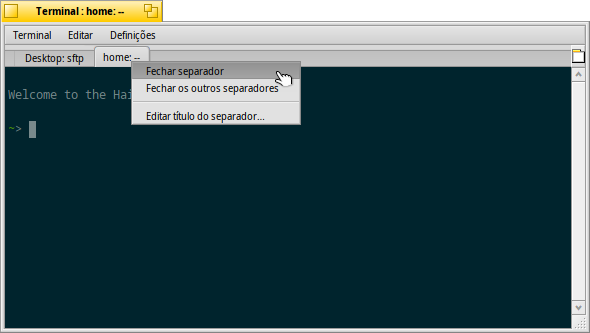 Terminal : home: --
Terminal Editar Definições
Desktop: sftp home: --
Fechar separador
Welcome to the Hai
Fechar os outros separadores
Editar título do separador...
~>